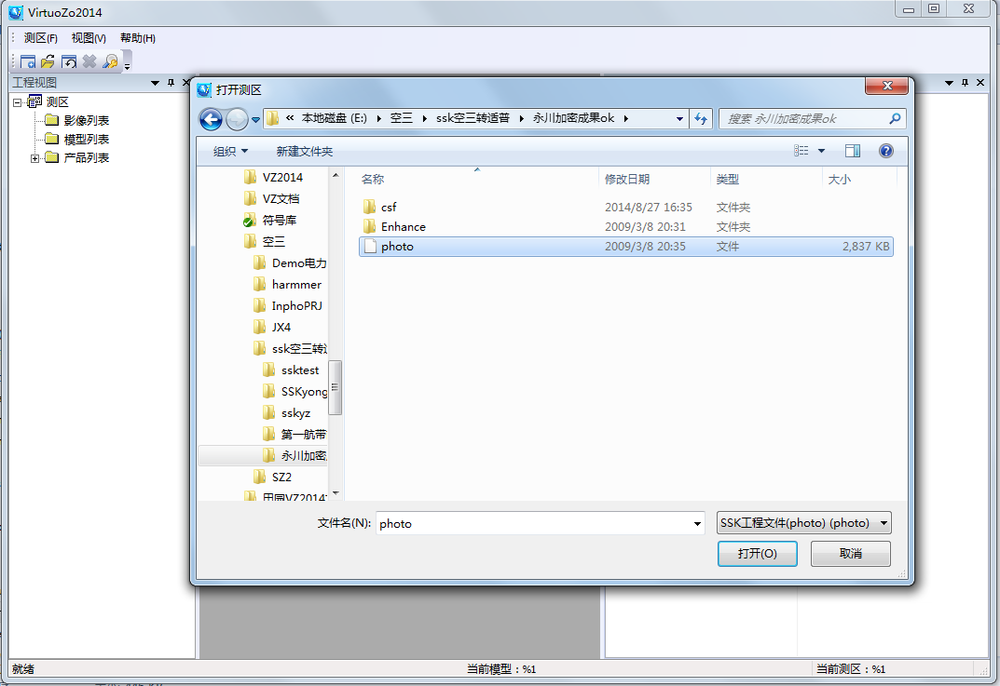 VirtuoZo2014
测区(F) 视图(V) 帮助(H)
工程视图
测区
影像列表
模型列表
产品列表
打开测区
« 本地磁盘 (E:) 空三 ssk空三转适普 永川加密成果ok
搜索 永川加密成果ok
组织 新建文件夹
VZ2014
VZ文档
符号库
空三
Demo电力
harmmer
InphoPRJ
JX4
ssk空三转
ssktest
SSKyong
sskyz
第一航带
永川加密
SZ2
田园VZ2014
名称 修改日期 类型 大小
csf 2014/8/27 16:35 文件夹
Enhance 2009/3/8 20:31 文件夹
photo 2009/3/8 20:35 文件 2,837 KB
文件名(N): photo SSK工程文件(photo) (photo)
打开(O) 取消
就绪 当前模型：%1 当前测区：%1